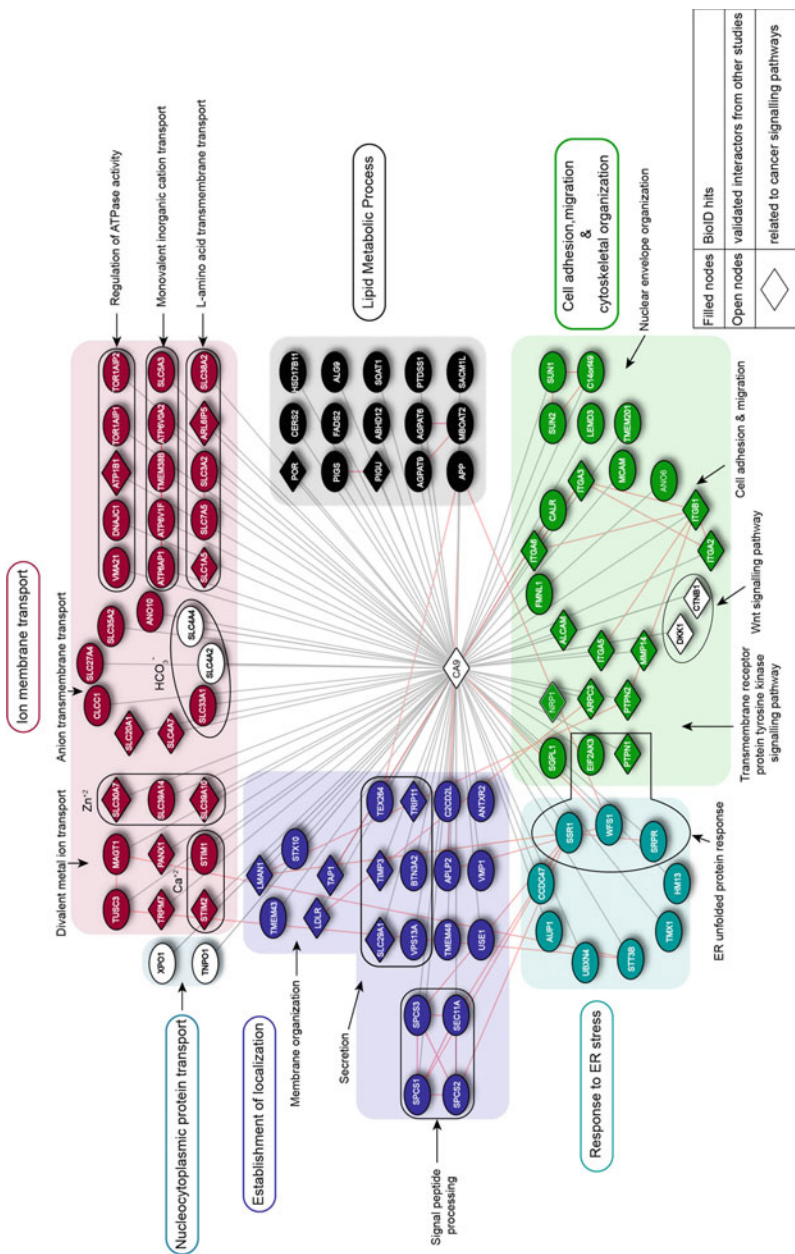 Ion membrane transport
Divalent metal ion transport
Anion transmembrane transport
Regulation of ATPase activity
Monovalent inorganic cation transport
L-amino acid transmembrane transport
TUSC3
MAGT1
TRPM7
PANX1
Ca⁺²
STIM2
STIM1
Zn⁺²
SLC30A7
SLC39A14
SLC39A10
CLCC1
SLC27A4
SLC35A2
ANO10
SLC20A1
SLC4A7
HCO₃⁻
SLC33A1
SLC4A2
SLC4A4
VMA21
DNAJC1
ATP1B1
TOR1AIP1
TOR1AIP2
ATP6AP1
ATP6V1F
TMEM38B
ATP6V0A2
SLC5A3
SLC1A5
SLC7A5
SLC3A2
ARL6IP5
SLC38A2
Nucleocytoplasmic protein transport
XPO1
TNPO1
Establishment of localization
Membrane organization
Secretion
Signal peptide processing
TMEM43
LMAN1
STX10
LDLR
TAP1
SLC29A1
TIMP3
TEX264
VPS13A
BTN3A2
TRIP11
TMEM48
APLP2
C2CD2L
USE1
VMP1
ANTXR2
SPCS1
SPCS3
SPCS2
SEC11A
CA9
Lipid Metabolic Process
POR
CERS2
HSD17B11
PIGS
FADS2
ALG9
PIGU
ABHD12
SOAT1
AGPAT9
AGPAT6
PTDSS1
APP
MBOAT2
SACM1L
Response to ER stress
ER unfolded protein response
AUP1
CCDC47
SSR1
UBXN4
WFS1
STT3B
SRPR
TMX1
HM13
Cell adhesion,migration
&
cytoskeletal organization
Nuclear envelope organization
Cell adhesion & migration
Wnt signalling pathway
Transmembrane receptor
protein tyrosine kinase
signalling pathway
SGPL1
NRP1
EIF2AK3
ARPC3
PTPN1
PTPN2
ALCAM
ITGA5
MMP14
DKK1
CTNB1
FMNL1
ITGA6
CALR
ITGA3
MCAM
ANO6
ITGB1
ITGA2
SUN2
SUN1
LEMD3
C14orf49
TMEM201
Filled nodes BioID hits
Open nodes validated interactors from other studies
related to cancer signalling pathways